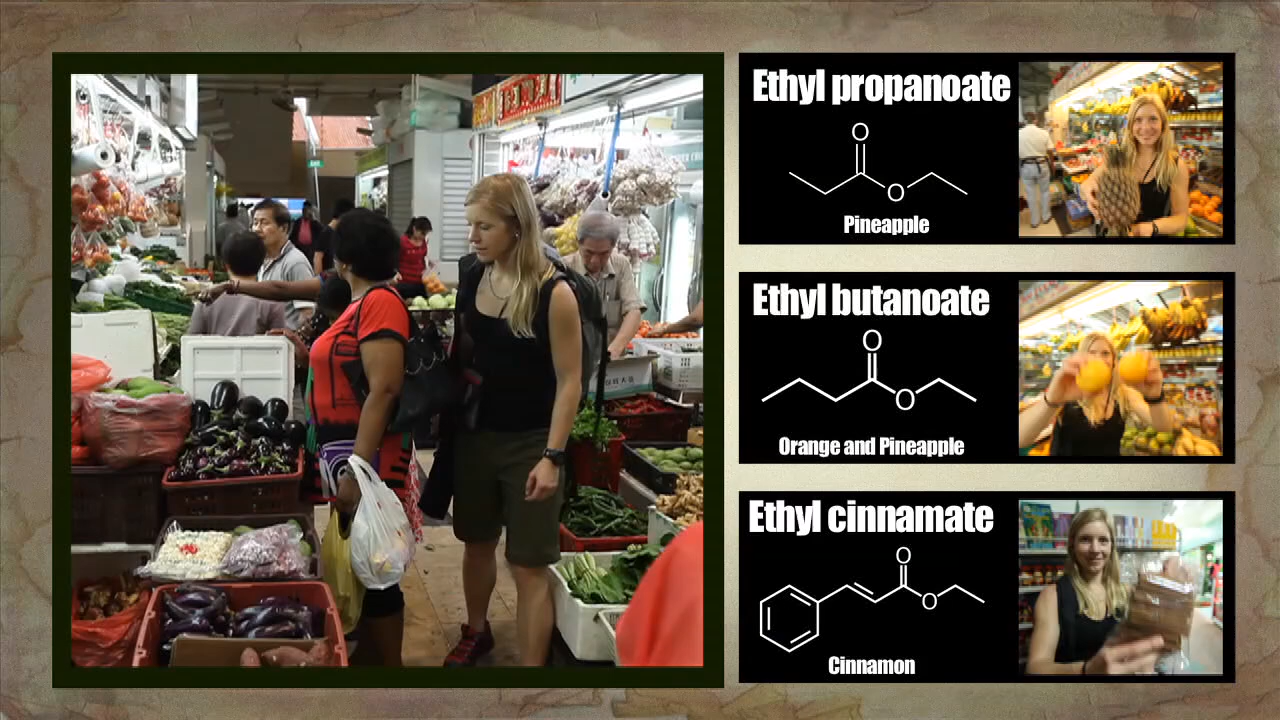 Ethyl propanoate
O
O
Pineapple
Ethyl butanoate
O
O
Orange and Pineapple
Ethyl cinnamate
O
O
Cinnamon